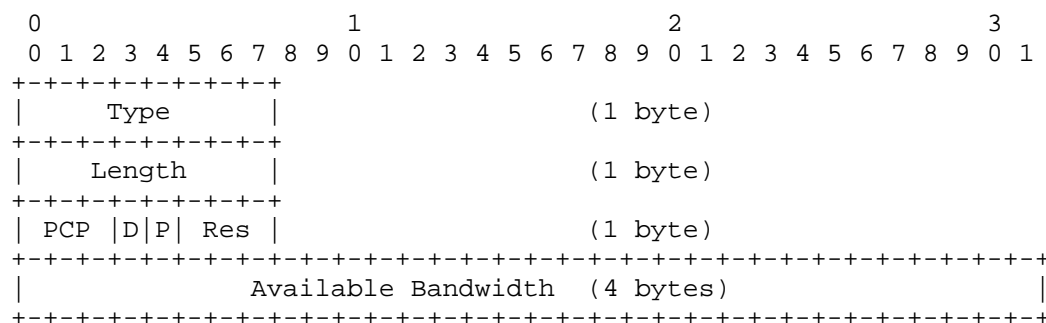 0                   1                   2                   3
 0 1 2 3 4 5 6 7 8 9 0 1 2 3 4 5 6 7 8 9 0 1 2 3 4 5 6 7 8 9 0 1
+-+-+-+-+-+-+-+-+
|     Type      |                   (1 byte)
+-+-+-+-+-+-+-+-+
|    Length     |                   (1 byte)
+-+-+-+-+-+-+-+-+
| PCP |D|P| Res |                   (1 byte)
+-+-+-+-+-+-+-+-+-+-+-+-+-+-+-+-+-+-+-+-+-+-+-+-+-+-+-+-+-+-+-+-+
|              Available Bandwidth  (4 bytes)                   |
+-+-+-+-+-+-+-+-+-+-+-+-+-+-+-+-+-+-+-+-+-+-+-+-+-+-+-+-+-+-+-+-+